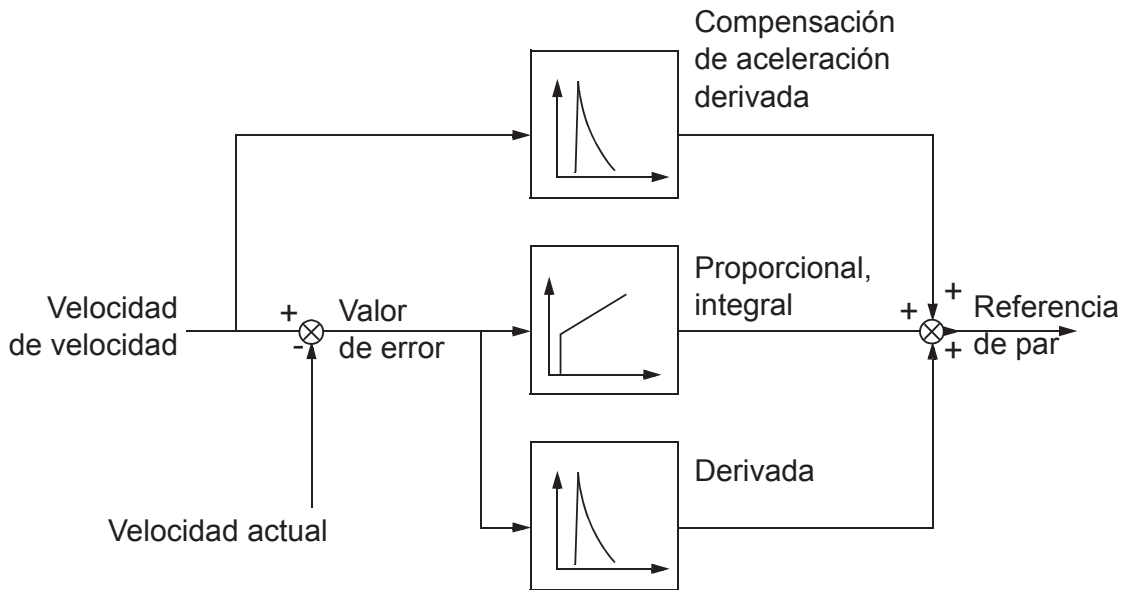 Compensación
de aceleración
derivada
Proporcional,
integral
Velocidad
de velocidad
+
-
Valor
de error
+
+
+
Referencia
de par
Derivada
Velocidad actual